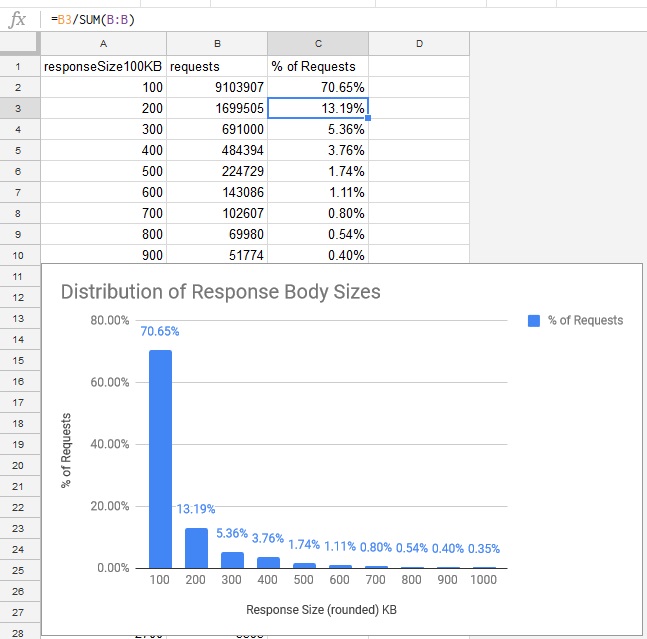 fx =B3/SUM(B:B)
A B C D
1 responseSize100KB requests % of Requests
2 100 9103907 70.65%
3 200 1699505 13.19%
4 300 691000 5.36%
5 400 484394 3.76%
6 500 224729 1.74%
7 600 143086 1.11%
8 700 102607 0.80%
9 800 69980 0.54%
10 900 51774 0.40%
11
12
13
14
15
16
17
18
19
20
21
22
23
24
25
26
27
28
Distribution of Response Body Sizes
80.00%
60.00%
40.00%
20.00%
0.00%
% of Requests
70.65% 13.19% 5.36% 3.76% 1.74% 1.11% 0.80% 0.54% 0.40% 0.35%
100 200 300 400 500 600 700 800 900 1000
Response Size (rounded) KB
% of Requests